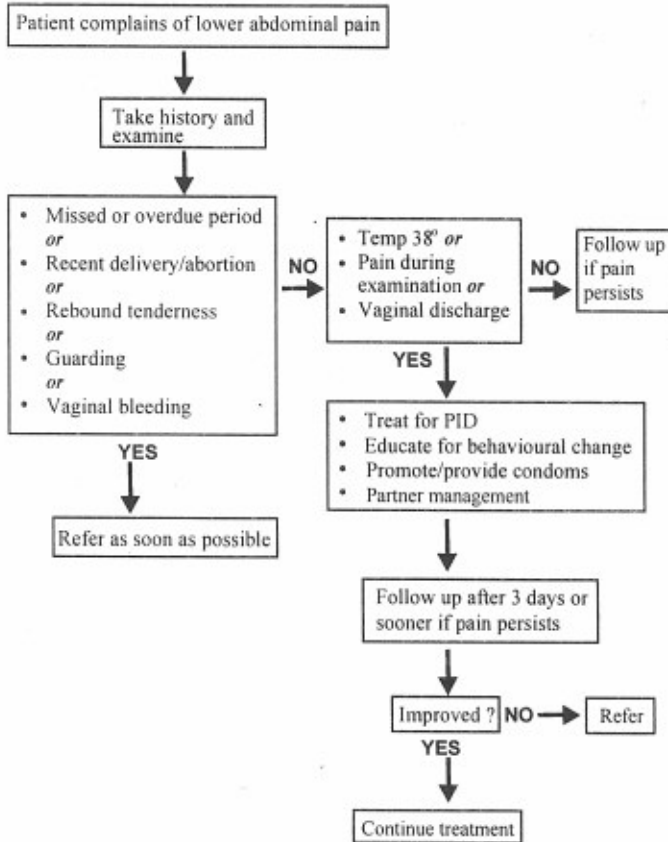 Patient complains of lower abdominal pain
Take history and
examine
• Missed or overdue period
or
• Recent delivery/abortion
or
• Rebound tenderness
or
• Guarding
or
• Vaginal bleeding
NO
• Temp 38° or
• Pain during
examination or
• Vaginal discharge
NO
Follow up
if pain
persists
YES
Refer as soon as possible
YES
• Treat for PID
• Educate for behavioural change
• Promote/provide condoms
• Partner management
Follow up after 3 days or
sooner if pain persists
Improved ?
NO
Refer
YES
Continue treatment